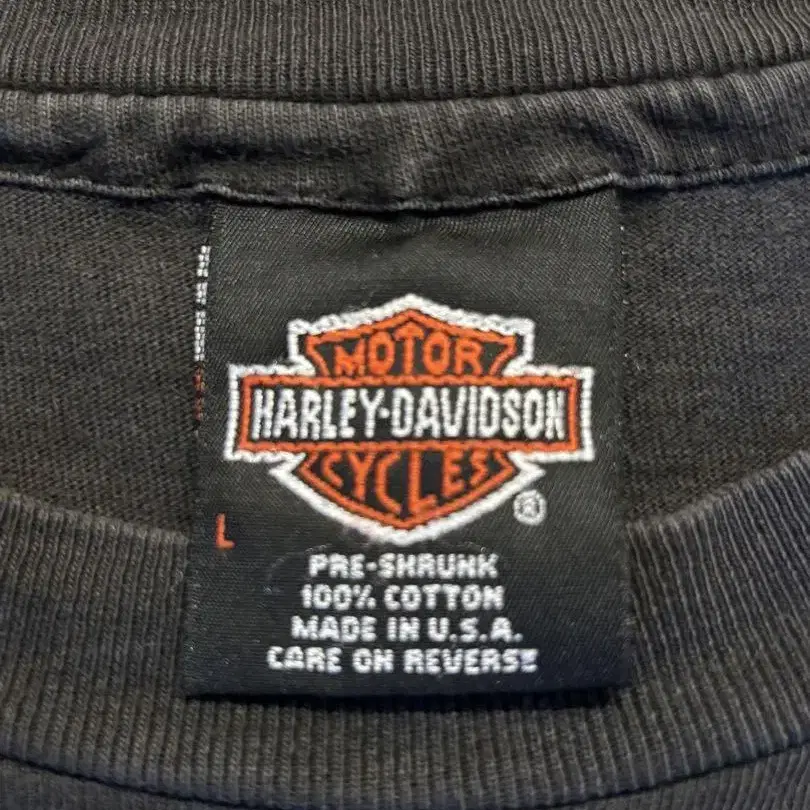 MOTOR
HARLEY-DAVIDSON
CYCLES
®
L
PRE-SHRUNK
100% COTTON
MADE IN U.S.A.
CARE ON REVERSE